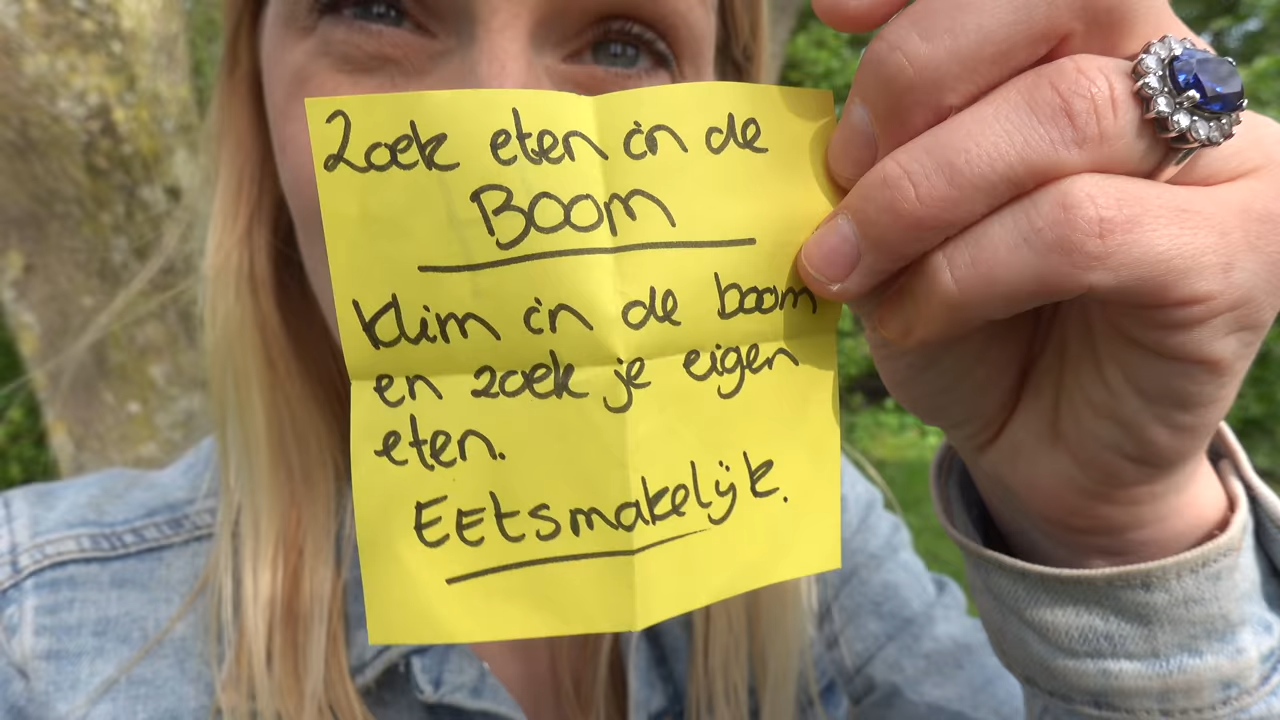 Zoek eten in de
BOOM
klim in de boom
en zoek je eigen
eten.
EEtsmakelijk.